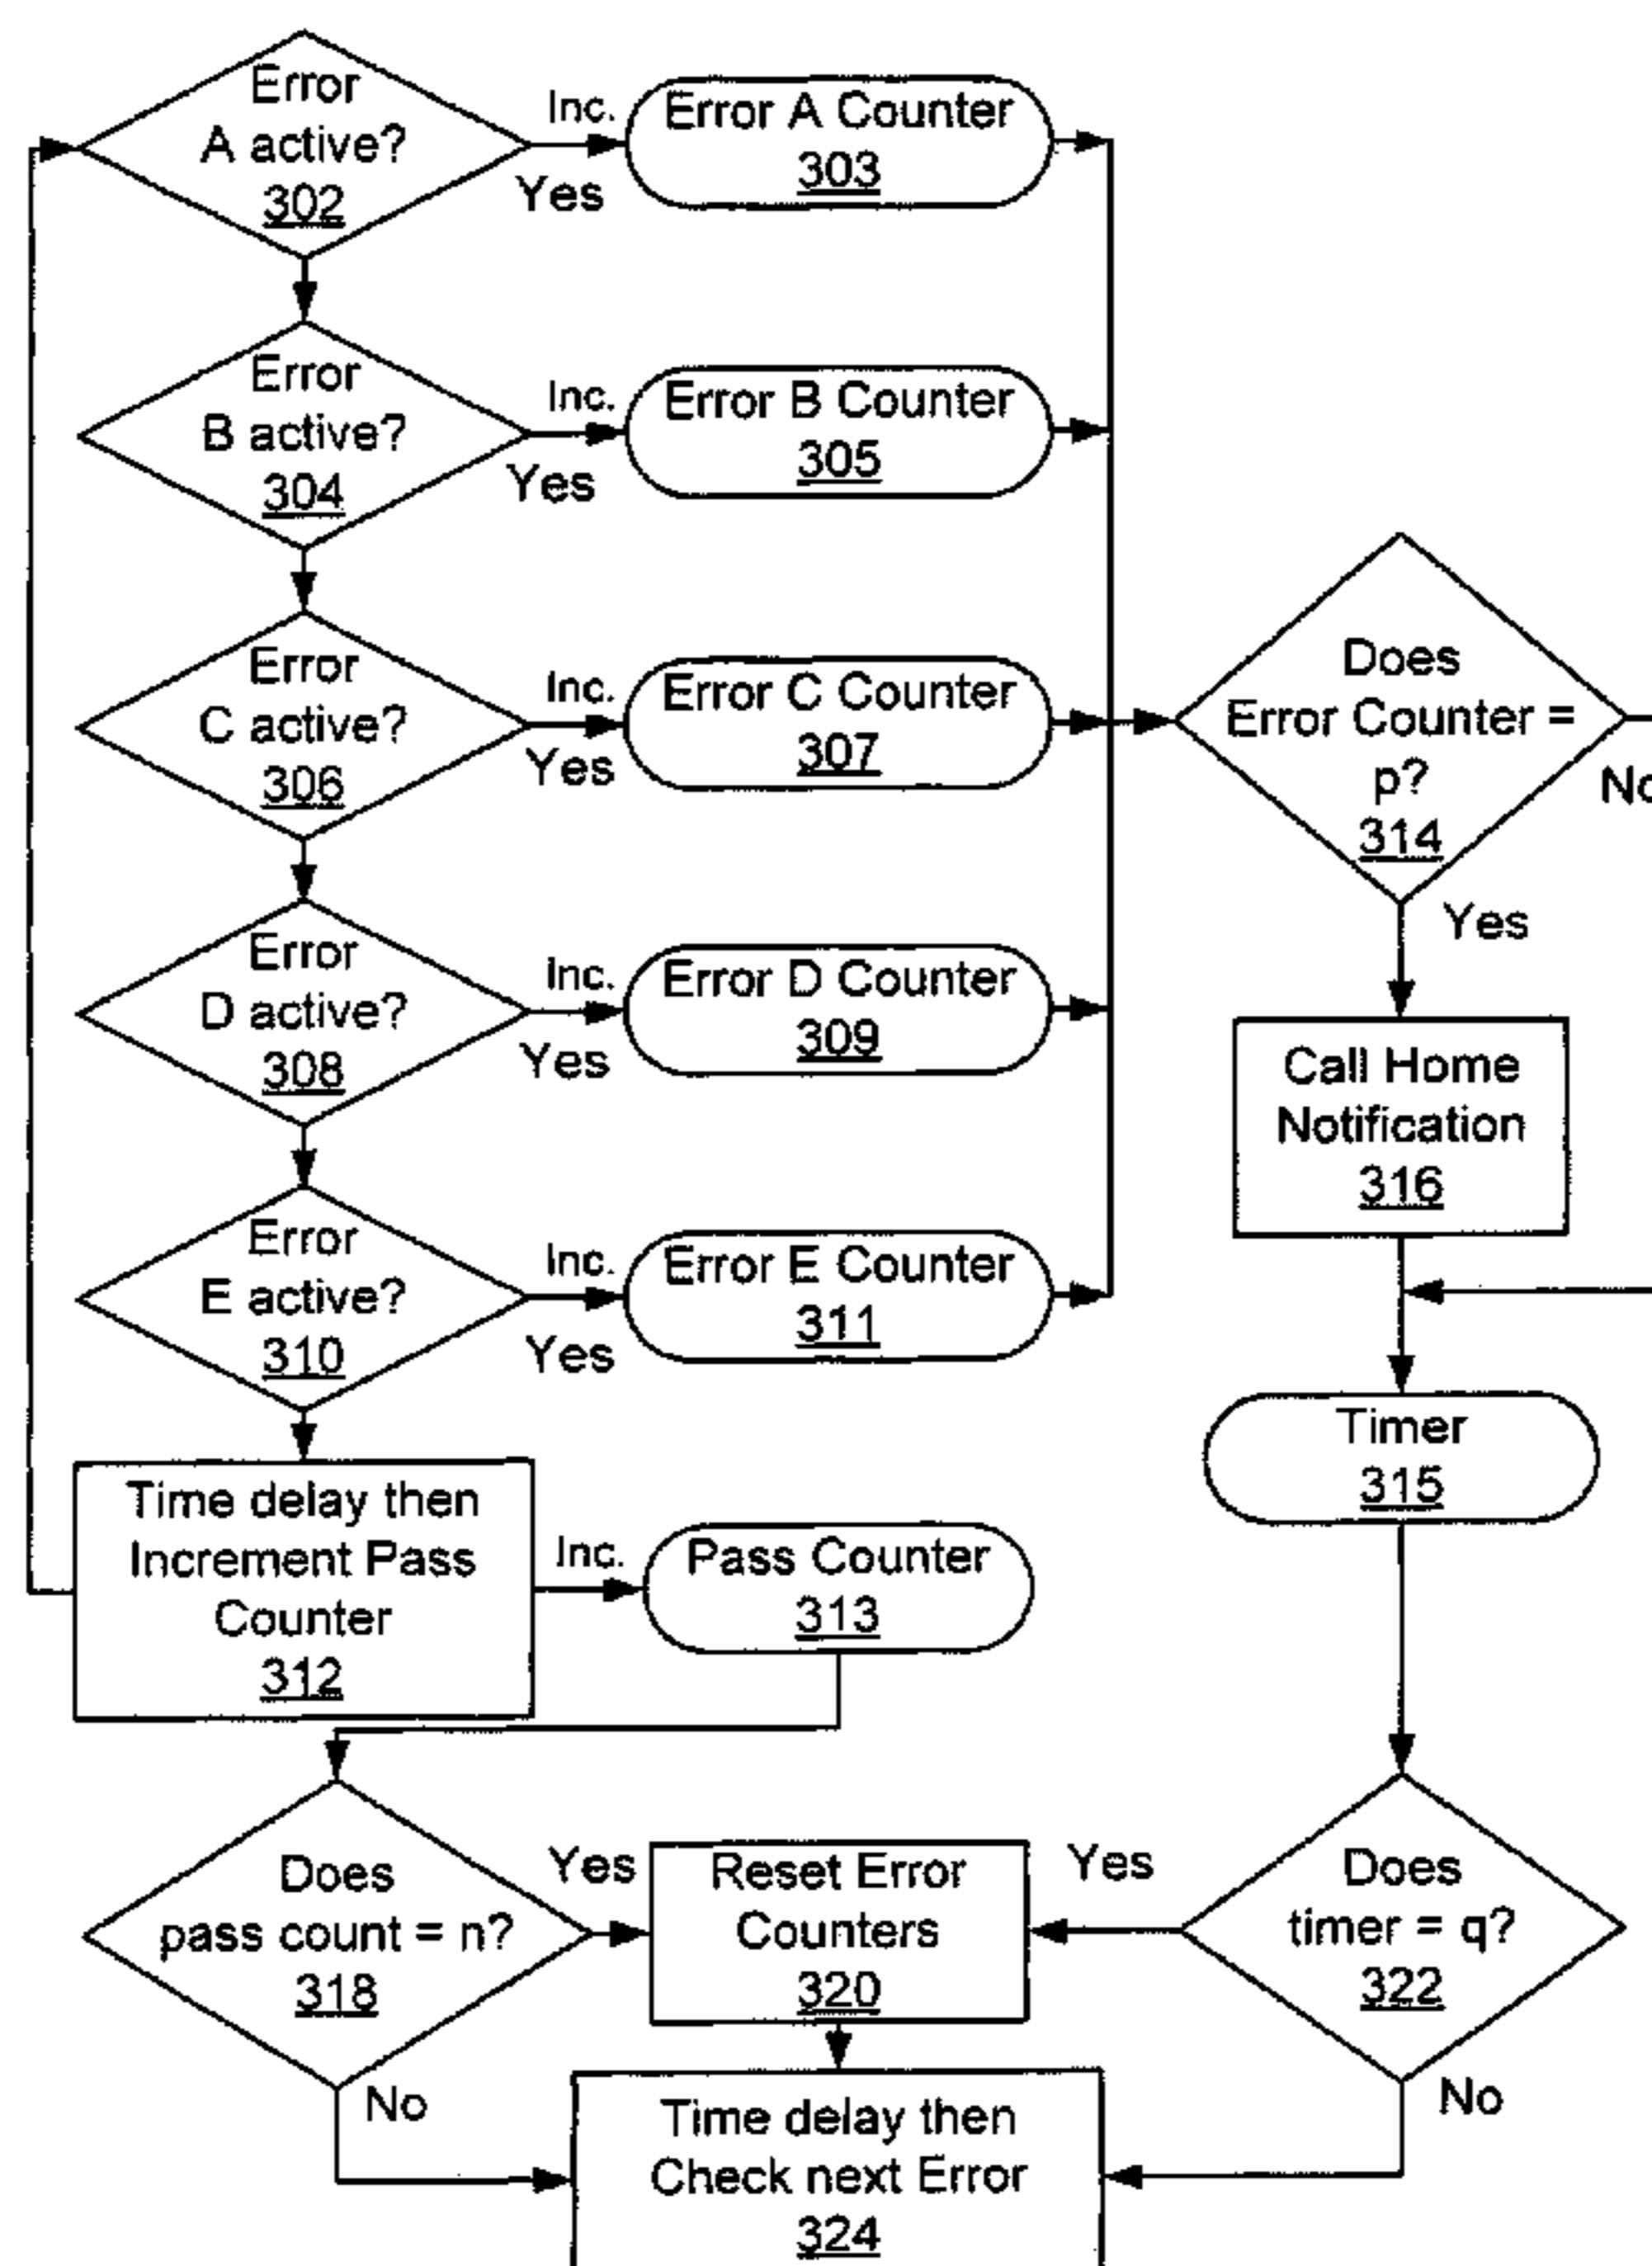 Error
A active?
302
Inc.
Yes
Error A Counter
303
Error
B active?
304
Inc.
Yes
Error B Counter
305
Error
C active?
306
Inc.
Yes
Error C Counter
307
Does
Error Counter =
p?
314
No
Yes
Error
D active?
308
Inc.
Yes
Error D Counter
309
Call Home
Notification
316
Error
E active?
310
Inc.
Yes
Error E Counter
311
Timer
315
Time delay then
Increment Pass
Counter
312
Inc.
Pass Counter
313
Does
pass count = n?
318
Yes
No
Reset Error
Counters
320
Yes
Does
timer = q?
322
No
Time delay then
Check next Error
324